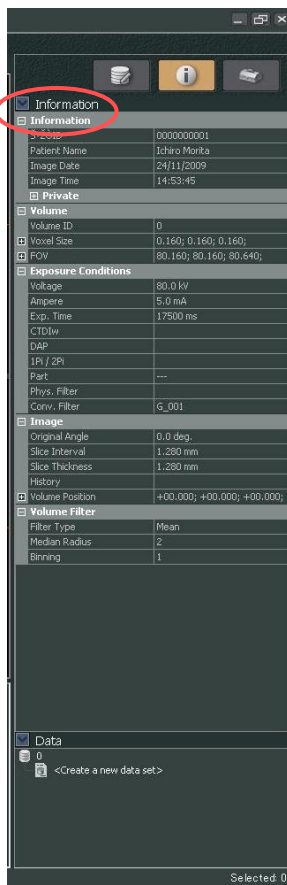 Information
Information
0000000001
Patient Name Ichiro Morita
Image Date 24/11/2009
Image Time 14:53:45
Private
Volume
Volume ID 0
Voxel Size 0.160; 0.160; 0.160;
FOV 80.160; 80.160; 80.640;
Exposure Conditions
Voltage 80.0 kV
Ampere 5.0 mA
Exp. Time 17500 ms
CTDIw
DAP
1Pi / 2Pi
Part ---
Phys. Filter
Conv. Filter G_001
Image
Original Angle 0.0 deg.
Slice Interval 1.280 mm
Slice Thickness 1.280 mm
History
Volume Position +00.000; +00.000; +00.000;
Volume Filter
Filter Type Mean
Median Radius 2
Binning 1
Data
0
<Create a new data set>
Selected: 0